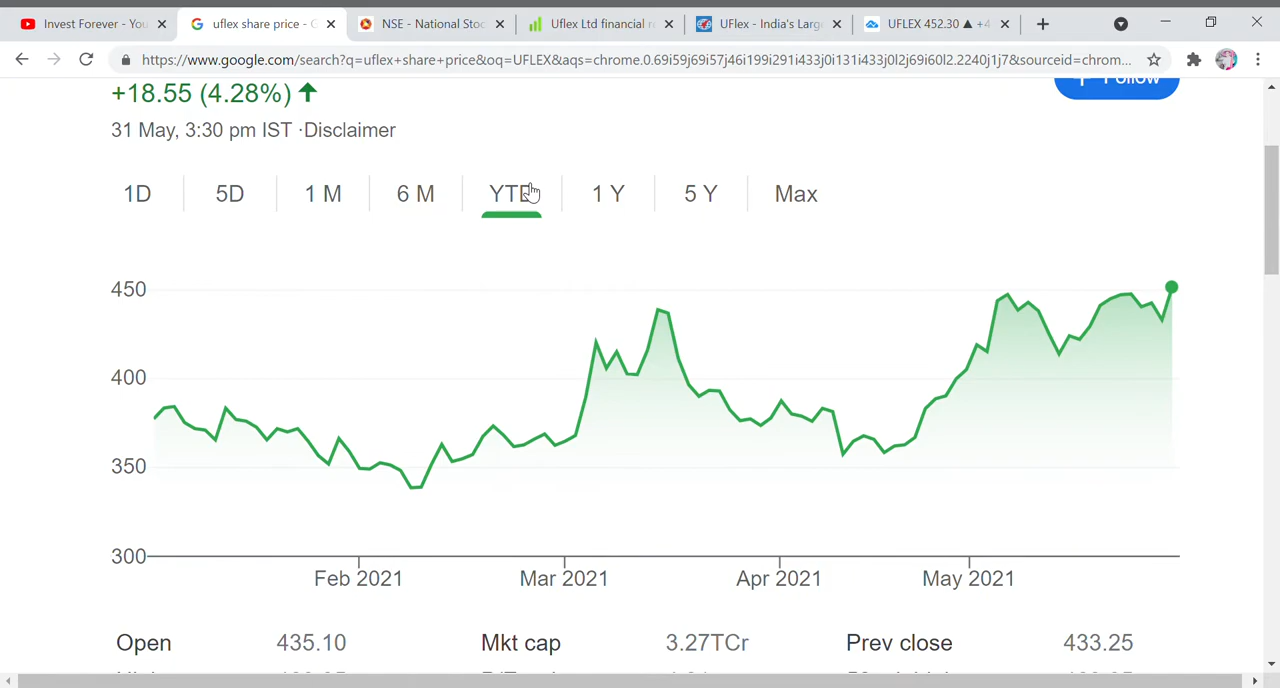 Invest Forever - You
uflex share price - G
NSE - National Stoc
Uflex Ltd financial r
UFlex - India's Larg
UFLEX 452.30 ▲ +4
https://www.google.com/search?q=uflex+share+price&oq=UFLEX&aqs=chrome.0.69i59j69i57j46i199i291i433j0i131i433j0l2j69i60l2.2240j1j7&sourceid=chrom...
+18.55 (4.28%)
+ Follow
31 May, 3:30 pm IST ·Disclaimer
1D 5D 1 M 6 M YTD 1 Y 5 Y Max
450
400
350
300
Feb 2021 Mar 2021 Apr 2021 May 2021
Open 435.10 Mkt cap 3.27TCr Prev close 433.25